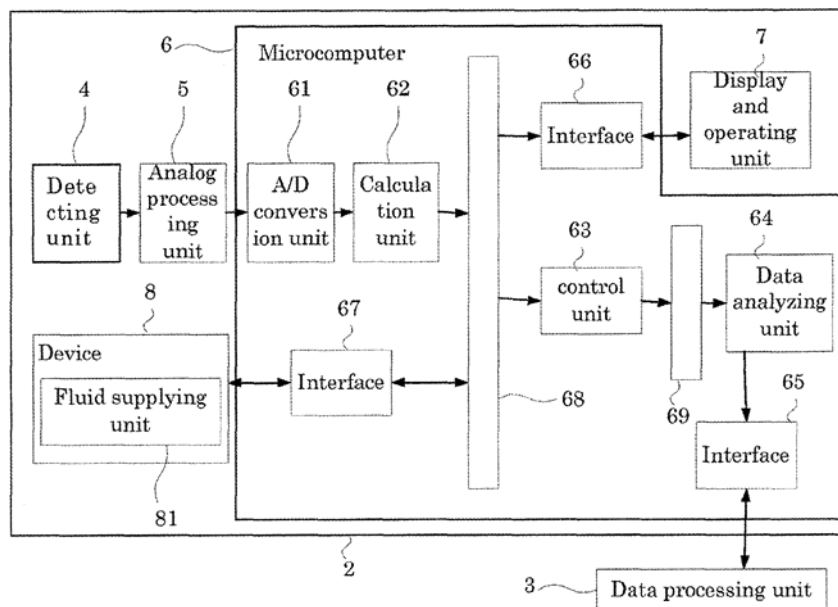 6
Microcomputer
7
4
5
61
62
66
Display
and
operating
unit
Interface
Dete
cting
unit
Analog
process
ing
unit
A/D
convers
ion unit
Calcula
tion
unit
63
64
control
unit
Data
analyzing
unit
8
67
Device
Fluid supplying
unit
Interface
68
69
65
Interface
81
2
3
Data processing unit